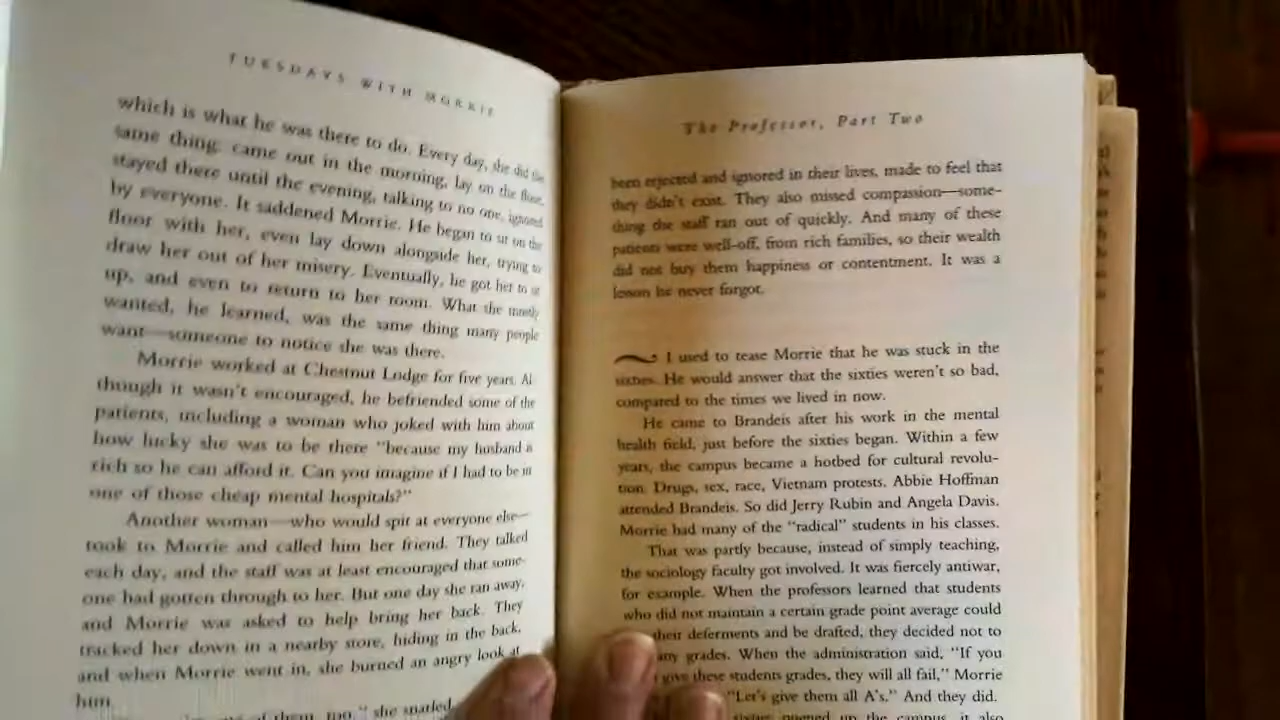 TUESDAYS WITH MORRIE
which is what he was there to do. Every day, she did the
same thing, came out in the morning, lay on the floor,
stayed there until the evening, talking to no one, ignored
by everyone. It saddened Morrie. He began to sit on the
floor with her, even lay down alongside her, trying to
draw her out of her misery. Eventually, he got her to sit
up, and even to return to her room. What she mostly
wanted, he learned, was the same thing many people
want—someone to notice she was there.
Morrie worked at Chestnut Lodge for five years. Al
though it wasn't encouraged, he befriended some of the
patients, including a woman who joked with him about
how lucky she was to be there "because my husband is
rich so he can afford it. Can you imagine if I had to be in
one of those cheap mental hospitals?"
Another woman—who would spit at everyone else—
took to Morrie and called him her friend. They talked
each day, and the staff was at least encouraged that some-
one had gotten through to her. But one day she ran away,
and Morrie was asked to help bring her back. They
tracked her down in a nearby store, hiding in the back,
and when Morrie went in, she burned an angry look at
him.
of them, too," she snarled
The Professor, Part Two
been rejected and ignored in their lives, made to feel that
they didn't exist. They also missed compassion—some-
thing the staff ran out of quickly. And many of these
patients were well-off, from rich families, so their wealth
did not buy them happiness or contentment. It was a
lesson he never forgot.
I used to tease Morrie that he was stuck in the
sixties. He would answer that the sixties weren't so bad,
compared to the times we lived in now.
He came to Brandeis after his work in the mental
health field, just before the sixties began. Within a few
years, the campus became a hotbed for cultural revolu-
tion. Drugs, sex, race, Vietnam protests. Abbie Hoffman
attended Brandeis. So did Jerry Rubin and Angela Davis.
Morrie had many of the "radical" students in his classes.
That was partly because, instead of simply teaching,
the sociology faculty got involved. It was fiercely antiwar,
for example. When the professors learned that students
who did not maintain a certain grade point average could
their deferments and be drafted, they decided not to
any grades. When the administration said, "If you
give these students grades, they will all fail," Morrie
"Let's give them all A's." And they did.
sixties opened up the campus, it also